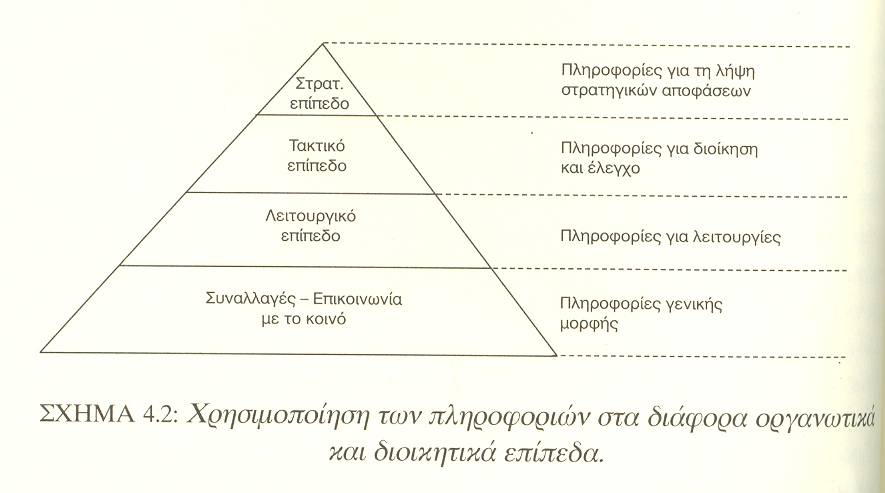 Στρατ.
επίπεδο
Πληροφορίες για τη λήψη
στρατηγικών αποφάσεων
Τακτικό
επίπεδο
Πληροφορίες για διοίκηση
και έλεγχο
Λειτουργικό
επίπεδο
Πληροφορίες για λειτουργίες
Συναλλαγές – Επικοινωνία
με το κοινό
Πληροφορίες γενικής
μορφής
ΣΧΗΜΑ 4.2: Χρησιμοποίηση των πληροφοριών στα διάφορα οργανωτικά
και διοικητικά επίπεδα.